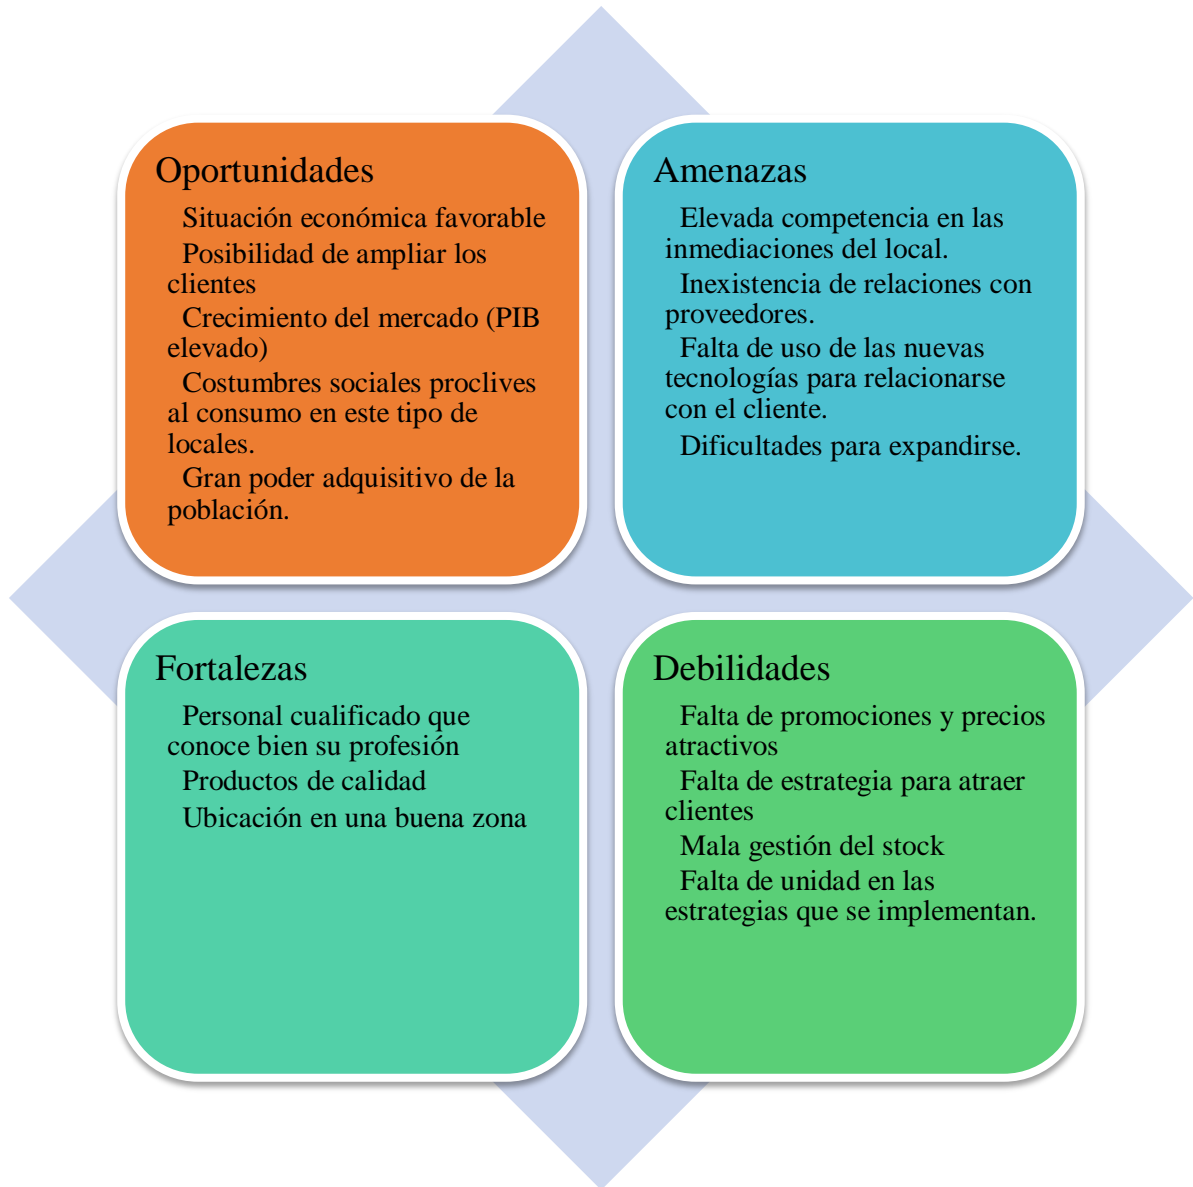 Oportunidades
Situación económica favorable
Posibilidad de ampliar los
clientes
Crecimiento del mercado (PIB
elevado)
Costumbres sociales proclives
al consumo en este tipo de
locales.
Gran poder adquisitivo de la
población.
Amenazas
Elevada competencia en las
inmediaciones del local.
Inexistencia de relaciones con
proveedores.
Falta de uso de las nuevas
tecnologías para relacionarse
con el cliente.
Dificultades para expandirse.
Fortalezas
Personal cualificado que
conoce bien su profesión
Productos de calidad
Ubicación en una buena zona
Debilidades
Falta de promociones y precios
atractivos
Falta de estrategia para atraer
clientes
Mala gestión del stock
Falta de unidad en las
estrategias que se implementan.